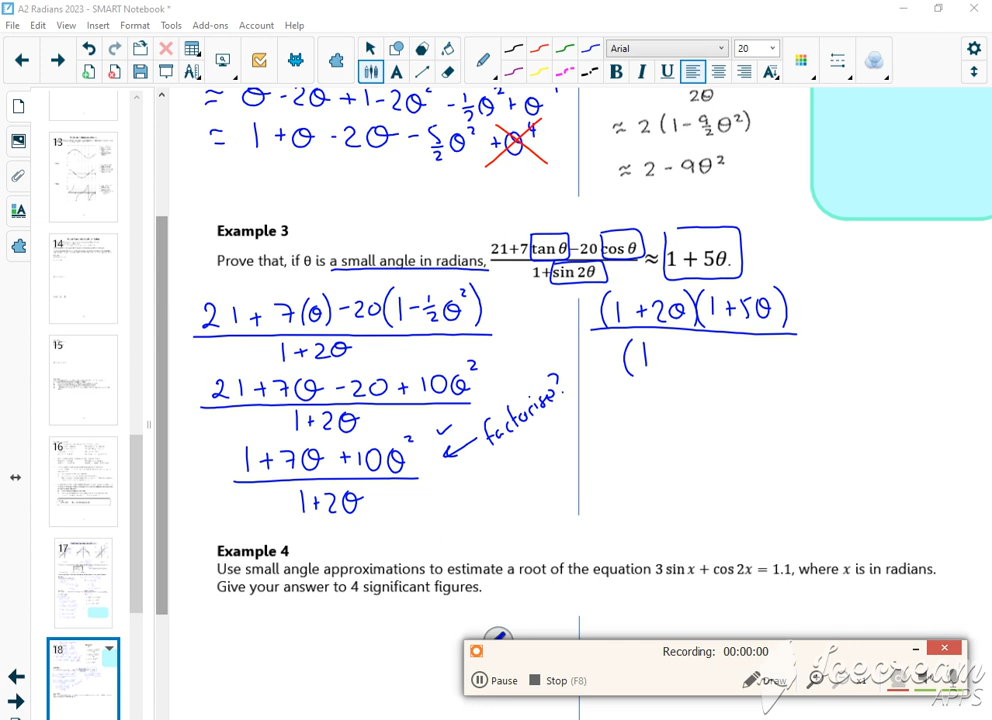 A2 Radians 2023 - SMART Notebook *
File Edit View Insert Format Tools Add-ons Account Help
Arial 20
B I U
≈ θ - 2θ + 1 - 2θ² - ½θ² + θ
≈ 1 + θ - 2θ - 5/2 θ² + θ⁴
2θ
≈ 2 (1 - 9/2 θ²)
≈ 2 - 9θ²
Example 3
Prove that, if θ is a small angle in radians, (21+7 tan θ−20 cos θ)/(1+sin 2θ) ≈ 1 + 5θ.
21 + 7(θ) - 20(1 - ½θ²)
1 + 2θ
21 + 7θ - 20 + 10θ²
1 + 2θ
1 + 7θ + 10θ²
1 + 2θ
factorise?
(1 + 2θ)(1 + 5θ)
(1
Example 4
Use small angle approximations to estimate a root of the equation 3 sin x + cos 2x = 1.1, where x is in radians.
Give your answer to 4 significant figures.
13
14
15
16
17
18
Recording: 00:00:00
Pause Stop (F8) Draw x1
Icecream
APPS